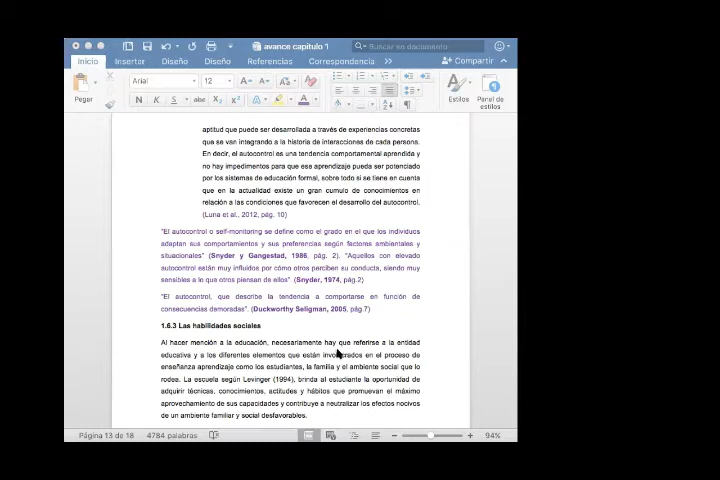 avance capitulo 1
Buscar en documento
Inicio Insertar Diseño Diseño Referencias Correspondencia Compartir
Pegar
Arial 12
N K S abc X₂ X²
Estilos
Panel de estilos
aptitud que puede ser desarrollada a través de experiencias concretas
que se van integrando a la historia de interacciones de cada persona.
En decir, el autocontrol es una tendencia comportamental aprendida y
no hay impedimentos para que ese aprendizaje pueda ser potenciado
por los sistemas de educación formal, sobre todo si se tiene en cuenta
que en la actualidad existe un gran cumulo de conocimientos en
relación a las condiciones que favorecen el desarrollo del autocontrol.
(Luna et al., 2012, pág. 10)
"El autocontrol o self-monitoring se define como el grado en el que los individuos
adaptan sus comportamientos y sus preferencias según factores ambientales y
situacionales" (Snyder y Gangestad, 1986, pág. 2). "Aquellos con elevado
autocontrol están muy influidos por cómo otros perciben su conducta, siendo muy
sensibles a lo que otros piensan de ellos". (Snyder, 1974, pág.2)
"El autocontrol, que describe la tendencia a comportarse en función de
consecuencias demoradas". (Duckworthy Seligman, 2005, pág.7)
1.6.3 Las habilidades sociales
Al hacer mención a la educación, necesariamente hay que referirse a la entidad
educativa y a los diferentes elementos que están involucrados en el proceso de
enseñanza aprendizaje como los estudiantes, la familia y el ambiente social que lo
rodea. La escuela según Levinger (1994), brinda al estudiante la oportunidad de
adquirir técnicas, conocimientos, actitudes y hábitos que promuevan el máximo
aprovechamiento de sus capacidades y contribuye a neutralizar los efectos nocivos
de un ambiente familiar y social desfavorables.
Página 13 de 18 4784 palabras 94%